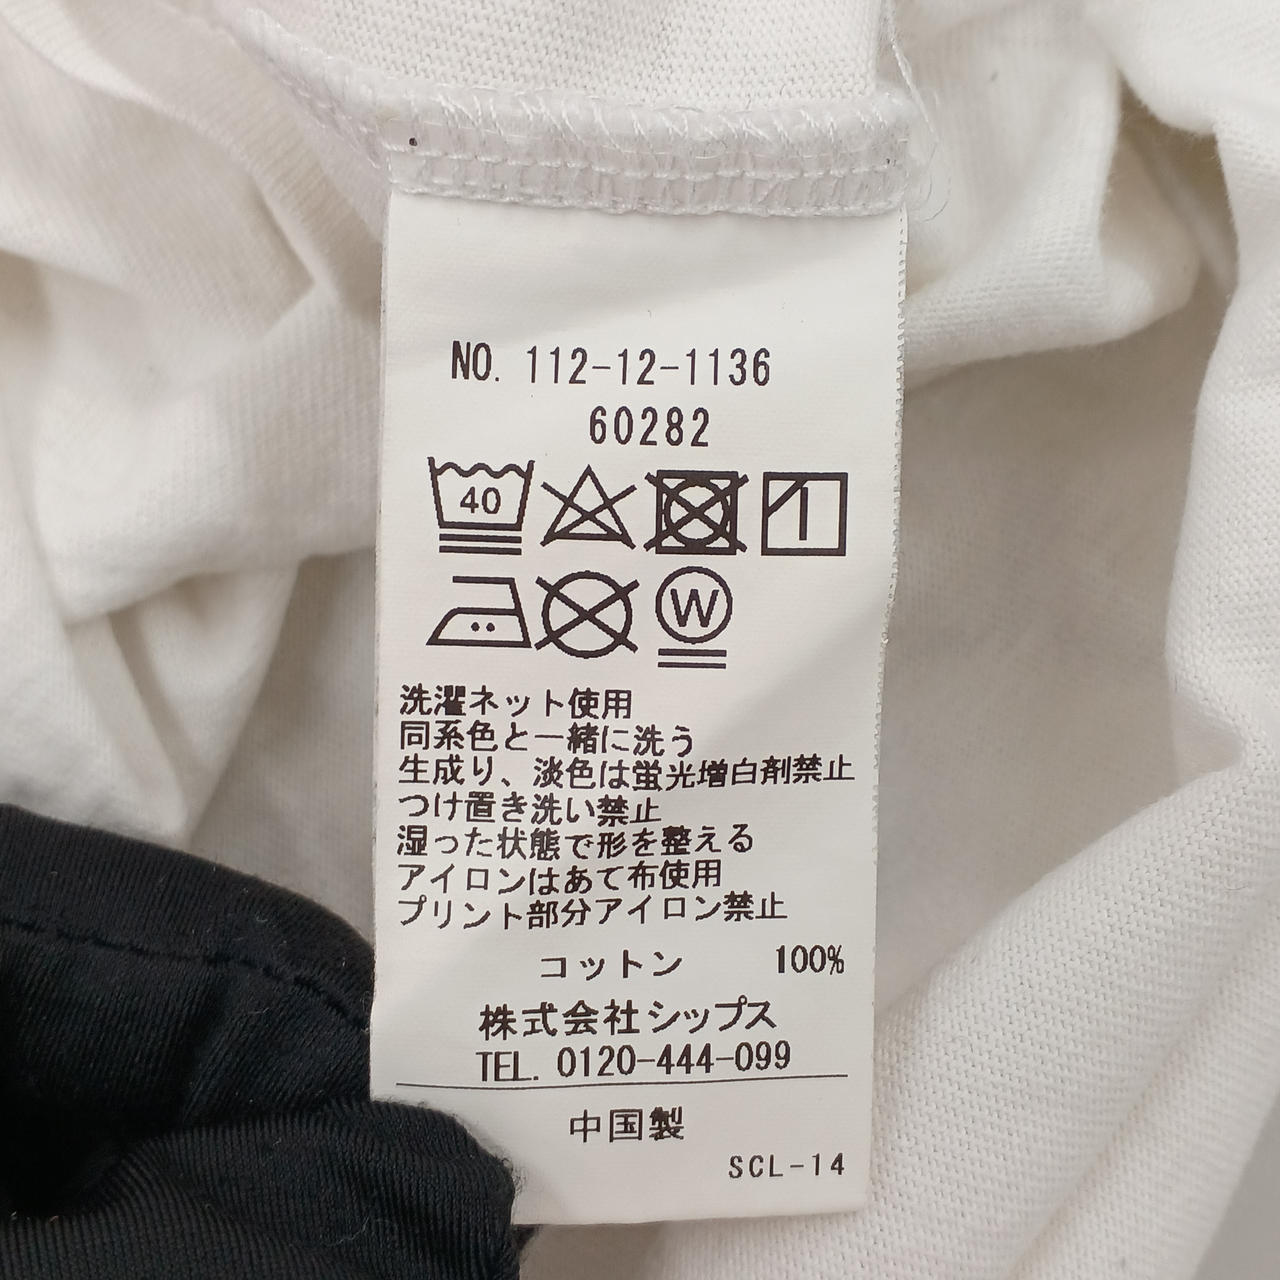 NO. 112-12-1136
60282
40
W
洗濯ネット使用
同系色と一緒に洗う
生成り、淡色は蛍光増白剤禁止
つけ置き洗い禁止
湿った状態で形を整える
アイロンはあて布使用
プリント部分アイロン禁止
コットン 100%
株式会社シップス
TEL. 0120-444-099
中国製
SCL-14